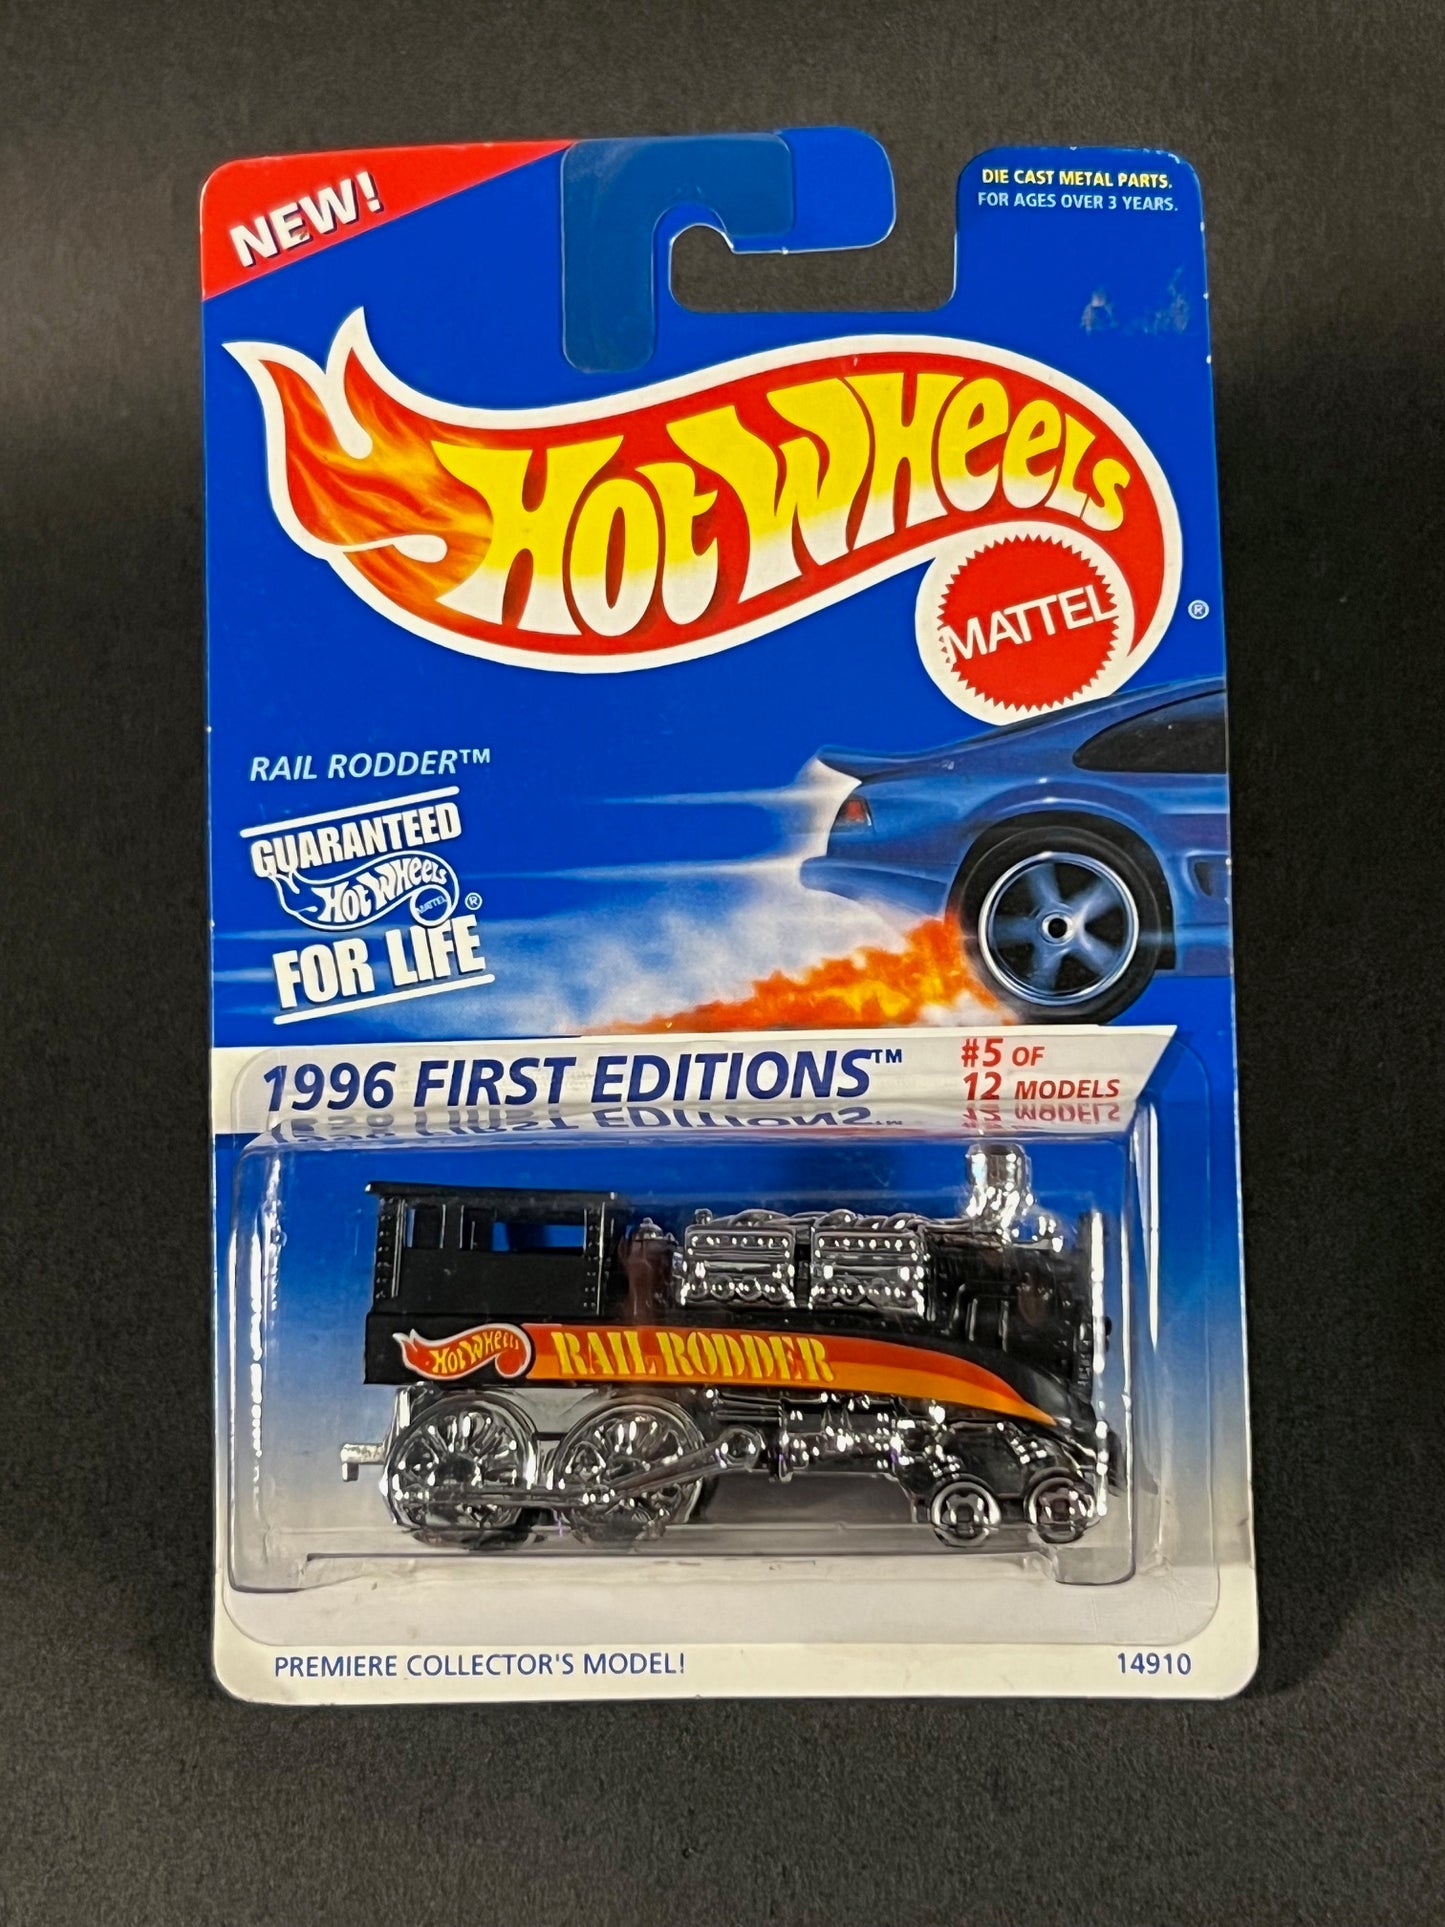 NEW!
DIE CAST METAL PARTS.
FOR AGES OVER 3 YEARS.
HOT WHEELS
MATTEL
®
RAIL RODDER™
GUARANTEED
HOT WHEELS
MATTEL ®
FOR LIFE
1996 FIRST EDITIONS™
#5 OF
12 MODELS
HOT WHEELS RAIL RODDER
PREMIERE COLLECTOR'S MODEL! 14910